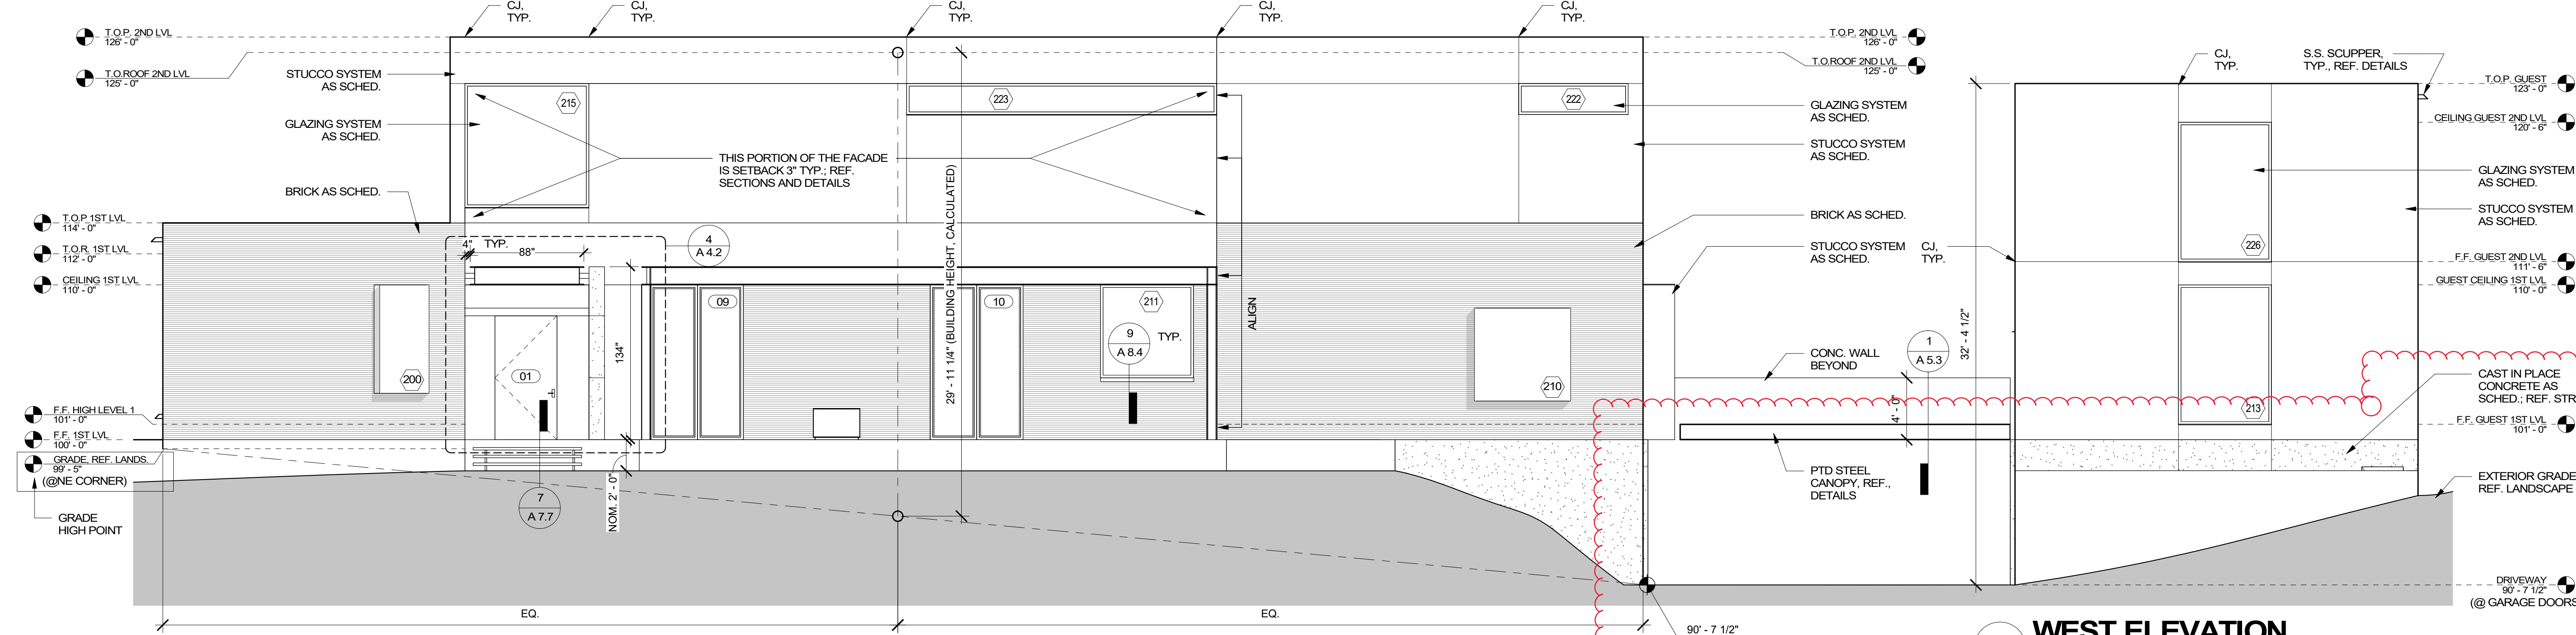 CJ,
TYP.
CJ,
TYP.
CJ,
TYP.
CJ,
TYP.
CJ,
TYP.
T.O.P. 2ND LVL
126' - 0"
T.O.ROOF 2ND LVL
125' - 0"
STUCCO SYSTEM
AS SCHED.
GLAZING SYSTEM
AS SCHED.
BRICK AS SCHED.
T.O.P 1ST LVL
114' - 0"
T.O.R. 1ST LVL
112' - 0"
CEILING 1ST LVL
110' - 0"
F.F. HIGH LEVEL 1
101' - 0"
F.F. 1ST LVL
100' - 0"
GRADE, REF. LANDS.
99' - 5"
(@NE CORNER)
GRADE
HIGH POINT
215
223
222
THIS PORTION OF THE FACADE
IS SETBACK 3" TYP.; REF.
SECTIONS AND DETAILS
4" TYP.
88"
4
A 4.2
200
01
134"
09
10
211
9
A 8.4
TYP.
210
7
A 7.7
NOM. 2' - 0"
29' - 11 1/4" (BUILDING HEIGHT, CALCULATED)
ALIGN
EQ.
EQ.
T.O.P. 2ND LVL
126' - 0"
T.O.ROOF 2ND LVL
125' - 0"
GLAZING SYSTEM
AS SCHED.
STUCCO SYSTEM
AS SCHED.
BRICK AS SCHED.
STUCCO SYSTEM
AS SCHED.
CJ,
TYP.
CONC. WALL
BEYOND
1
A 5.3
4' - 0"
32' - 4 1/2"
PTD STEEL
CANOPY, REF.,
DETAILS
90' - 7 1/2"
CJ,
TYP.
S.S. SCUPPER,
TYP., REF. DETAILS
T.O.P. GUEST
123' - 0"
CEILING GUEST 2ND LVL
120' - 6"
GLAZING SYSTEM
AS SCHED.
STUCCO SYSTEM
AS SCHED.
226
F.F. GUEST 2ND LVL
111' - 6"
GUEST CEILING 1ST LVL
110' - 0"
213
CAST IN PLACE
CONCRETE AS
SCHED.; REF. STR
F.F. GUEST 1ST LVL
101' - 0"
EXTERIOR GRADE
REF. LANDSCAPE
DRIVEWAY
90' - 7 1/2"
(@ GARAGE DOORS
WEST ELEVATION